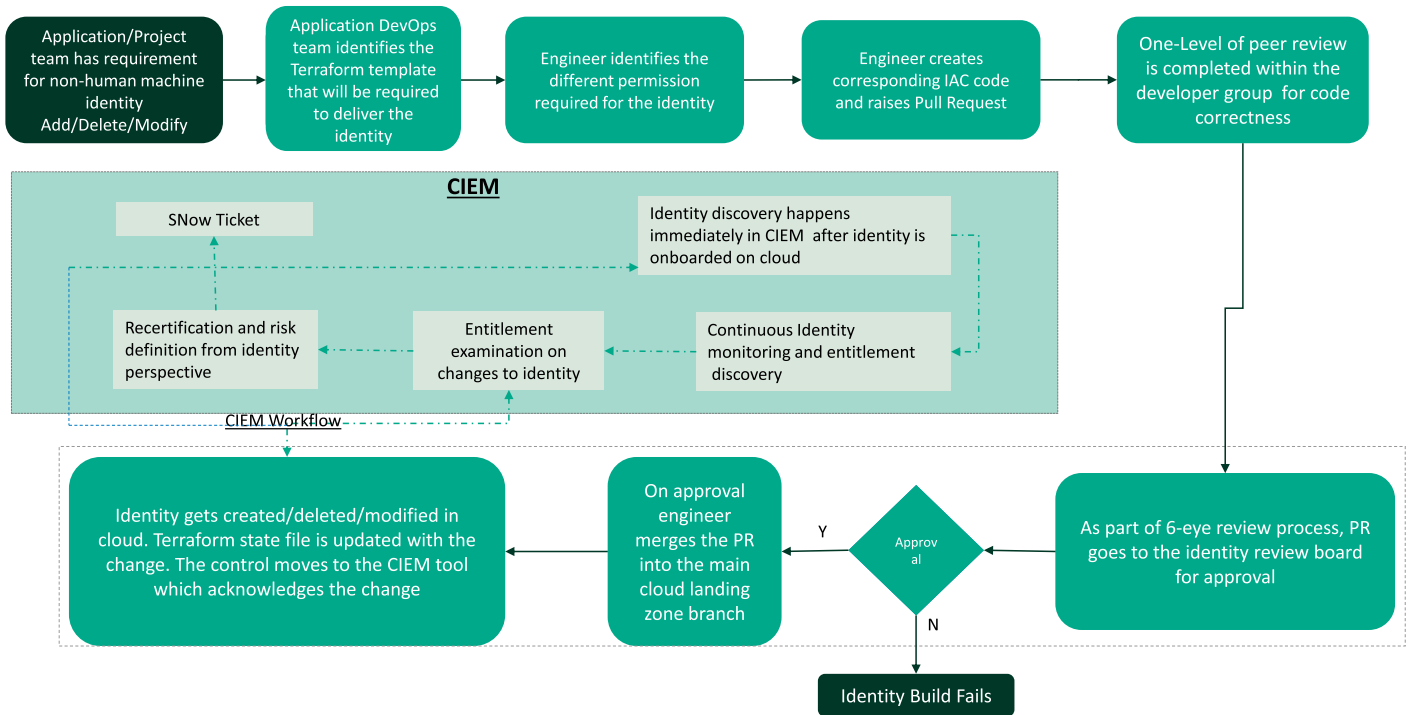 Application/Project
team has requirement
for non-human machine
identity
Add/Delete/Modify
Application DevOps
team identifies the
Terraform template
that will be required
to deliver the
identity
Engineer identifies the
different permission
required for the identity
Engineer creates
corresponding IAC code
and raises Pull Request
One-Level of peer review
is completed within the
developer group for code
correctness
CIEM
SNow Ticket
Identity discovery happens
immediately in CIEM after identity is
onboarded on cloud
Recertification and risk
definition from identity
perspective
Entitlement
examination on
changes to identity
Continuous Identity
monitoring and entitlement
discovery
CIEM Workflow
Identity gets created/deleted/modified in
cloud. Terraform state file is updated with the
change. The control moves to the CIEM tool
which acknowledges the change
On approval
engineer
merges the PR
into the main
cloud landing
zone branch
Y
Approv
al
N
As part of 6-eye review process, PR
goes to the identity review board
for approval
Identity Build Fails